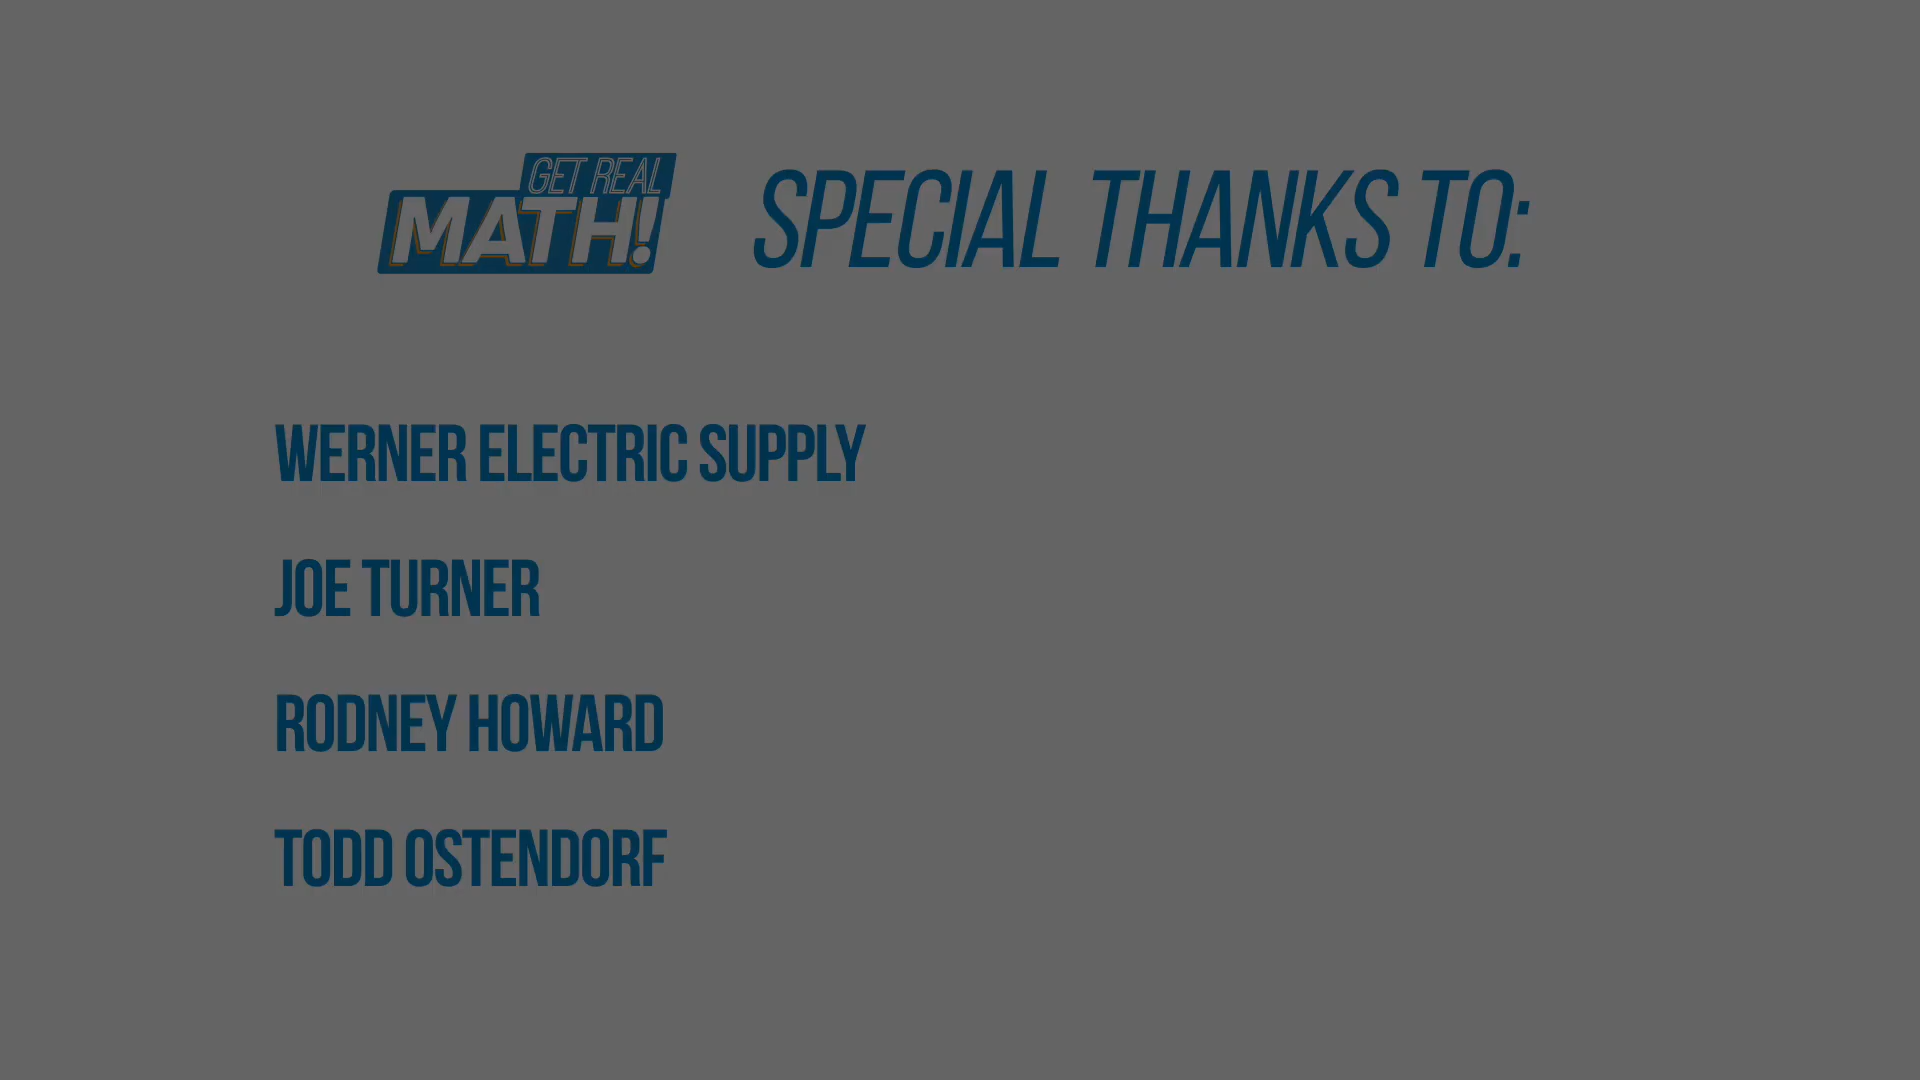 GET REAL
MATH!
SPECIAL THANKS TO:
WERNER ELECTRIC SUPPLY
JOE TURNER
RODNEY HOWARD
TODD OSTENDORF